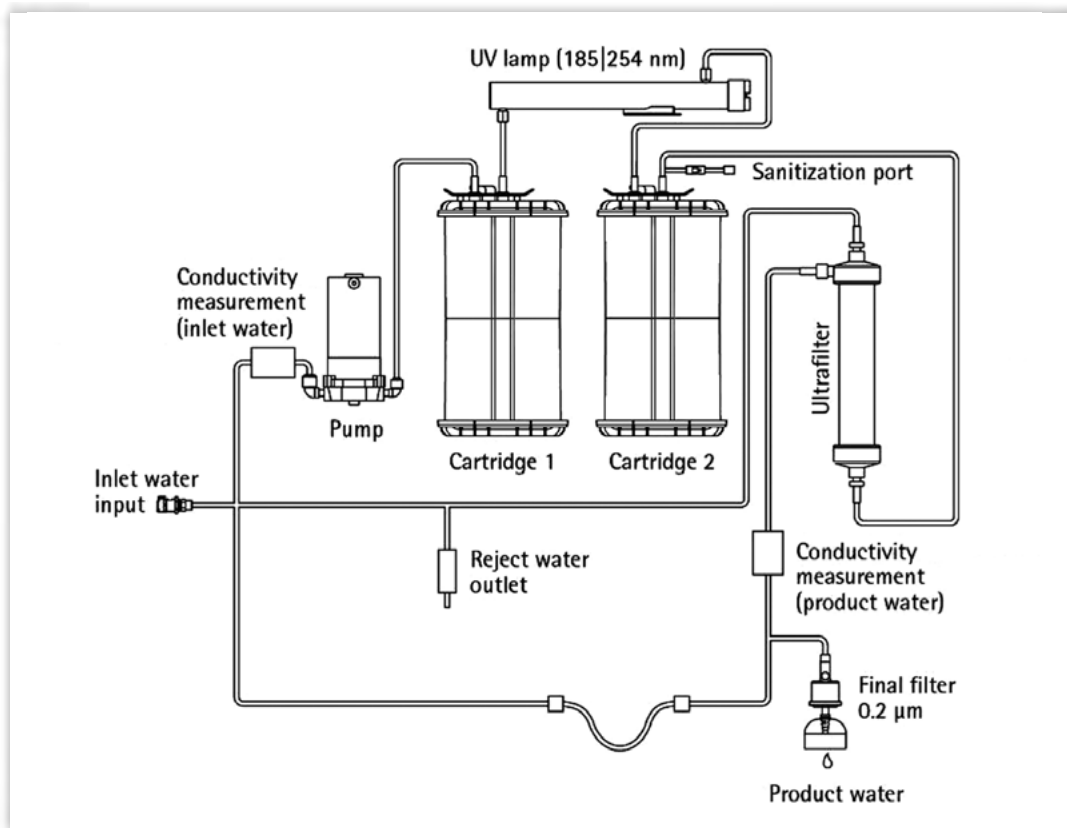 UV lamp (185|254 nm)
Sanitization port
Conductivity
measurement
(inlet water)
Ultrafilter
Pump
Cartridge 1
Cartridge 2
Inlet water
input
Reject water
outlet
Conductivity
measurement
(product water)
Final filter
0.2 µm
Product water